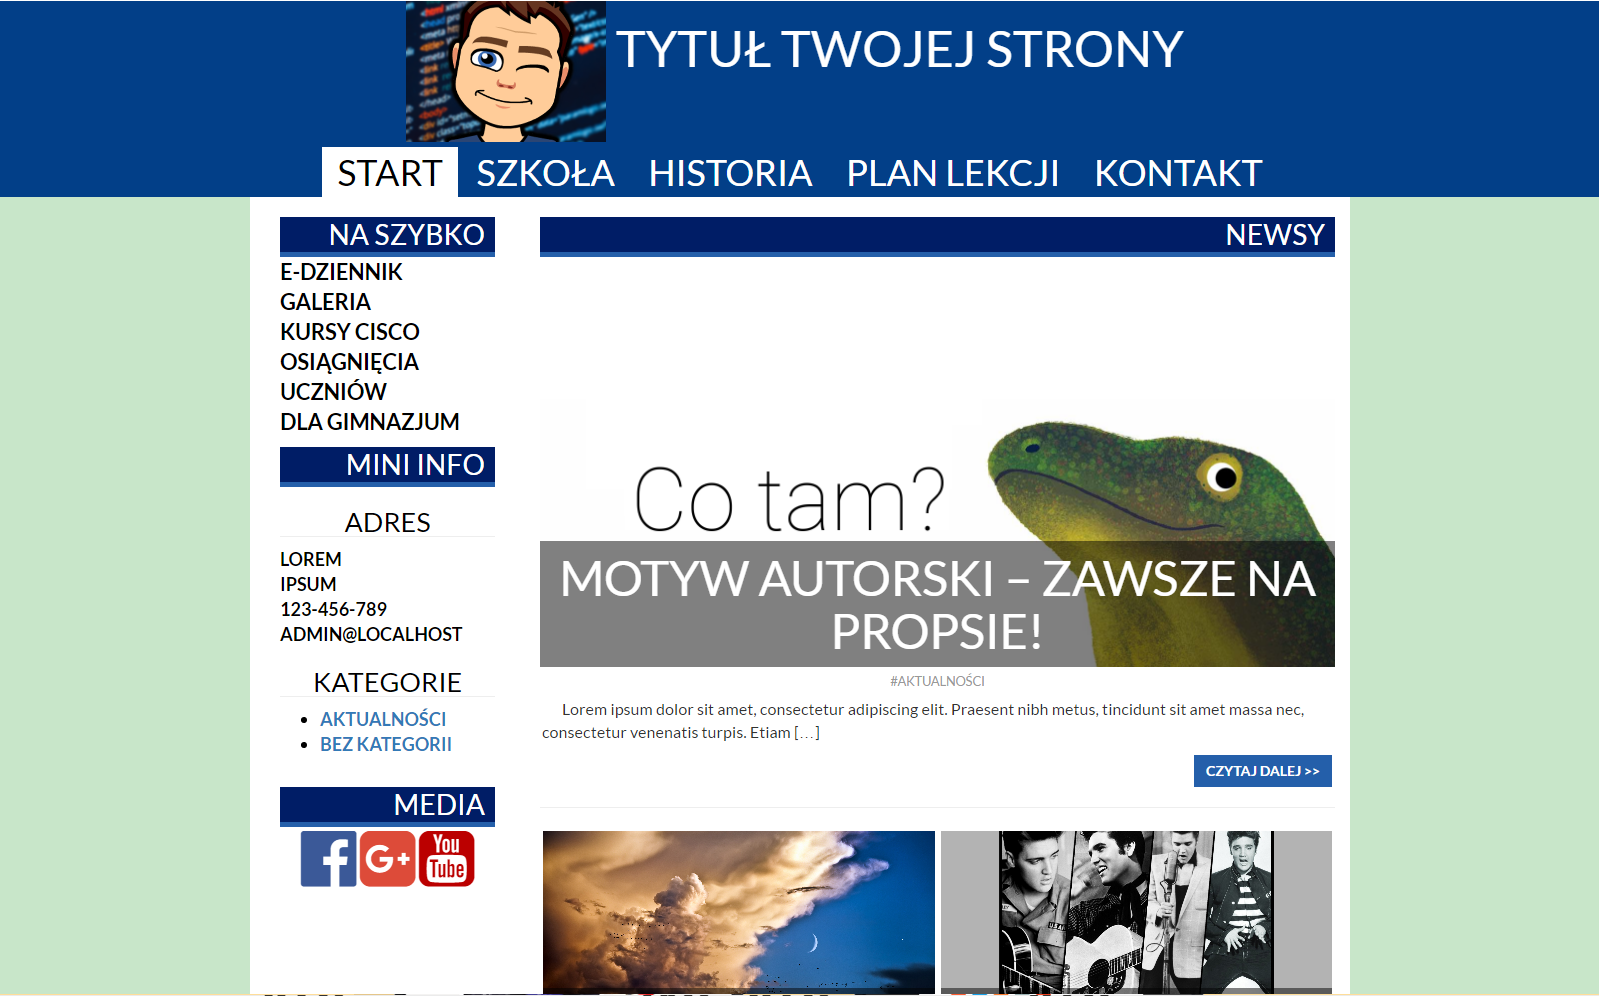 TYTUŁ TWOJEJ STRONY
START SZKOŁA HISTORIA PLAN LEKCJI KONTAKT
NA SZYBKO
E-DZIENNIK
GALERIA
KURSY CISCO
OSIĄGNIĘCIA
UCZNIÓW
DLA GIMNAZJUM
MINI INFO
ADRES
LOREM
IPSUM
123-456-789
ADMIN@LOCALHOST
KATEGORIE
AKTUALNOŚCI
BEZ KATEGORII
MEDIA
You
Tube
NEWSY
Co tam?
MOTYW AUTORSKI – ZAWSZE NA
PROPSIE!
#AKTUALNOŚCI
Lorem ipsum dolor sit amet, consectetur adipiscing elit. Praesent nibh metus, tincidunt sit amet massa nec,
consectetur venenatis turpis. Etiam […]
CZYTAJ DALEJ >>